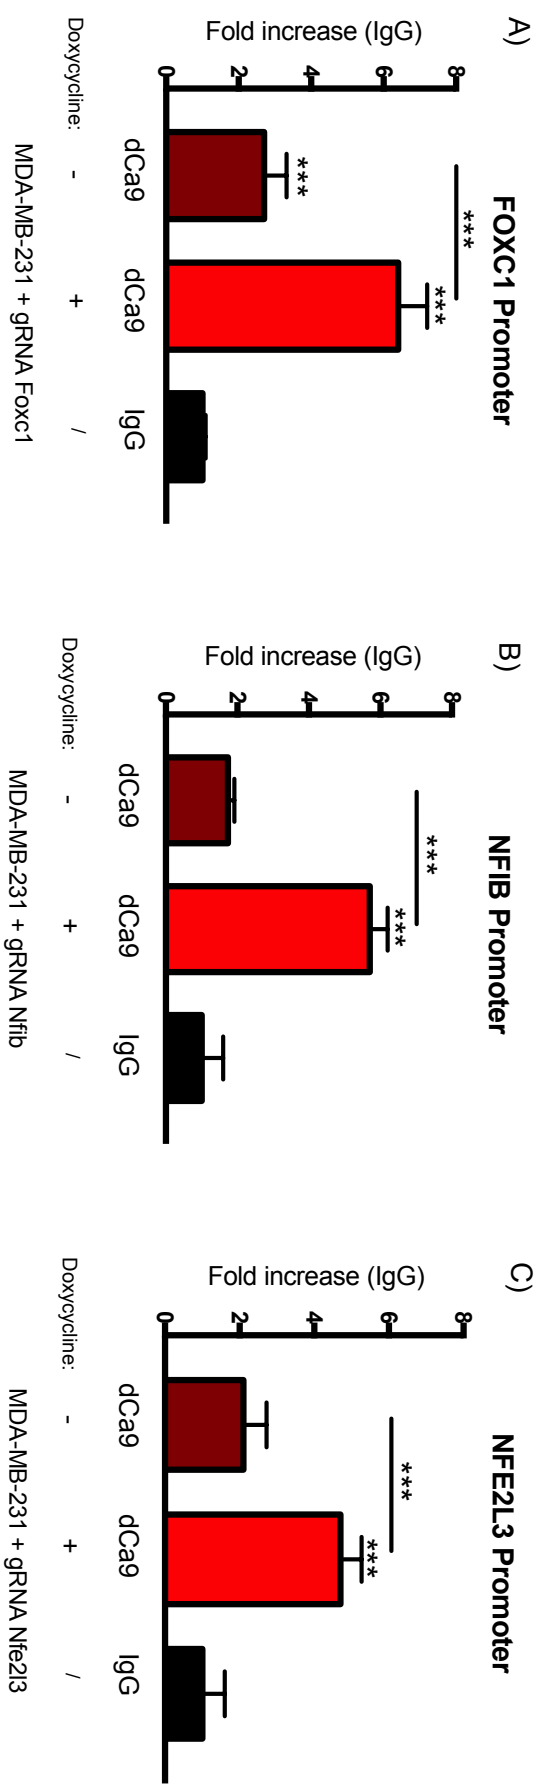 A)
FOXC1 Promoter
Fold increase (IgG)
8
6
4
2
0
***
***
***
dCa9
dCa9
IgG
Doxycycline:
-
+
/
MDA-MB-231 + gRNA Foxc1
B)
NFIB Promoter
Fold increase (IgG)
8
6
4
2
0
***
***
dCa9
dCa9
IgG
Doxycycline:
-
+
/
MDA-MB-231 + gRNA Nfib
C)
NFE2L3 Promoter
Fold increase (IgG)
8
6
4
2
0
***
***
dCa9
dCa9
IgG
Doxycycline:
-
+
/
MDA-MB-231 + gRNA Nfe2l3